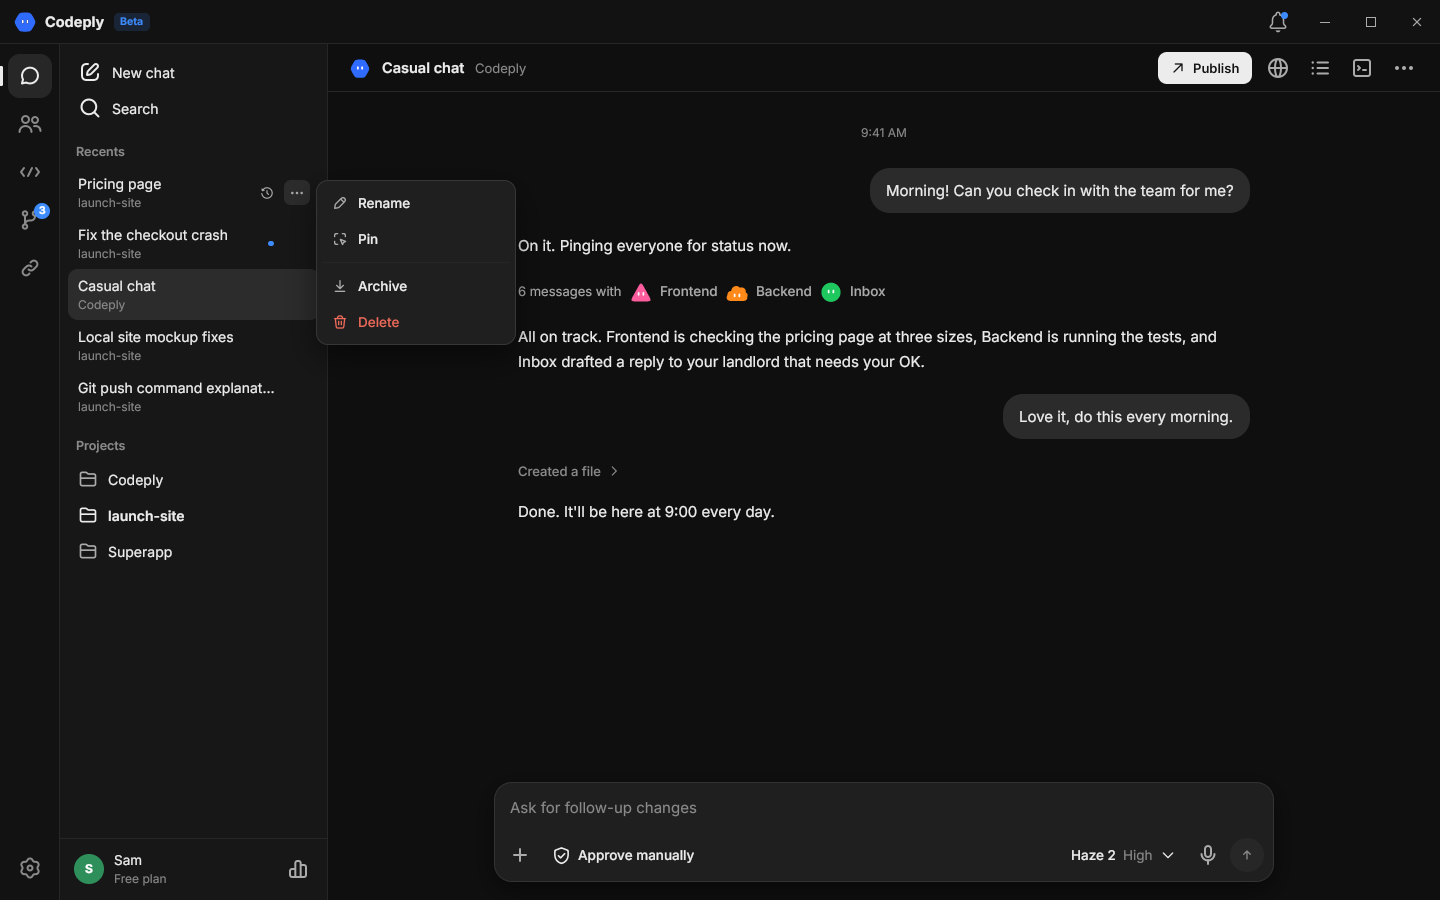 Codeply Beta
New chat
Search
Recents
Pricing page
launch-site
Fix the checkout crash
launch-site
Casual chat
Codeply
Local site mockup fixes
launch-site
Git push command explanat...
launch-site
Projects
Codeply
launch-site
Superapp
S
Sam
Free plan
3
Rename
Pin
Archive
Delete
Casual chat Codeply
Publish
9:41 AM
Morning! Can you check in with the team for me?
On it. Pinging everyone for status now.
6 messages with Frontend Backend Inbox
All on track. Frontend is checking the pricing page at three sizes, Backend is running the tests, and
Inbox drafted a reply to your landlord that needs your OK.
Love it, do this every morning.
Created a file
Done. It'll be here at 9:00 every day.
Ask for follow-up changes
Approve manually
Haze 2 High